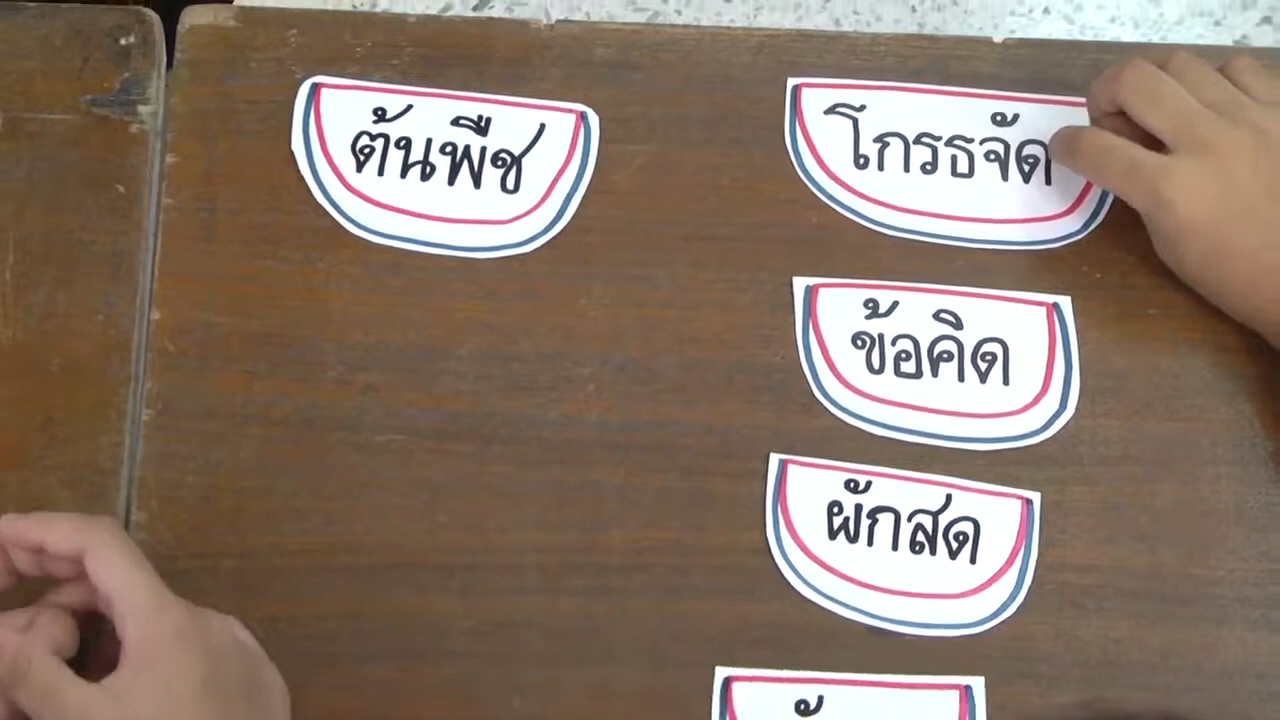 ต้นพืช
โกรธจัด
ข้อคิด
ผักสด